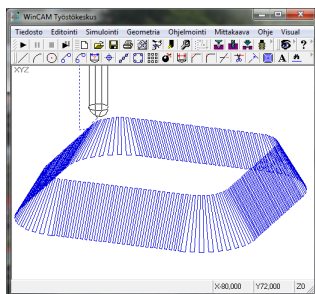 WinCAM Työstökeskus
Tiedosto Editointi Simulointi Geometria Ohjelmointi Mittakaava Ohje Visual
A
?
XYZ
X-80,000 Y72,000 Z0